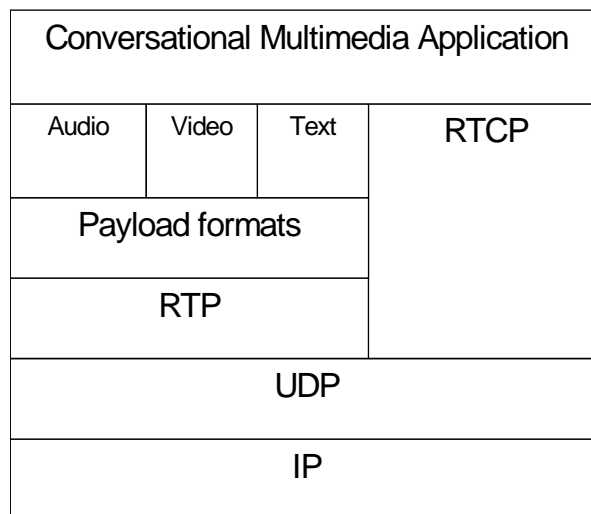 Conversational Multimedia Application
Audio
Video
Text
RTCP
Payload formats
RTP
UDP
IP